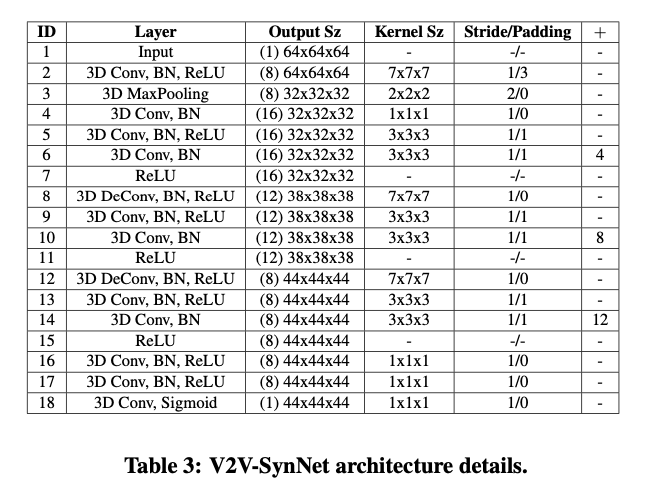 ID Layer Output Sz Kernel Sz Stride/Padding +
1 Input (1) 64x64x64 - -/- -
2 3D Conv, BN, ReLU (8) 64x64x64 7x7x7 1/3 -
3 3D MaxPooling (8) 32x32x32 2x2x2 2/0 -
4 3D Conv, BN (16) 32x32x32 1x1x1 1/0 -
5 3D Conv, BN, ReLU (16) 32x32x32 3x3x3 1/1 -
6 3D Conv, BN (16) 32x32x32 3x3x3 1/1 4
7 ReLU (16) 32x32x32 - -/- -
8 3D DeConv, BN, ReLU (12) 38x38x38 7x7x7 1/0 -
9 3D Conv, BN, ReLU (12) 38x38x38 3x3x3 1/1 -
10 3D Conv, BN (12) 38x38x38 3x3x3 1/1 8
11 ReLU (12) 38x38x38 - -/- -
12 3D DeConv, BN, ReLU (8) 44x44x44 7x7x7 1/0 -
13 3D Conv, BN, ReLU (8) 44x44x44 3x3x3 1/1 -
14 3D Conv, BN (8) 44x44x44 3x3x3 1/1 12
15 ReLU (8) 44x44x44 - -/- -
16 3D Conv, BN, ReLU (8) 44x44x44 1x1x1 1/0 -
17 3D Conv, BN, ReLU (8) 44x44x44 1x1x1 1/0 -
18 3D Conv, Sigmoid (1) 44x44x44 1x1x1 1/0 -
Table 3: V2V-SynNet architecture details.